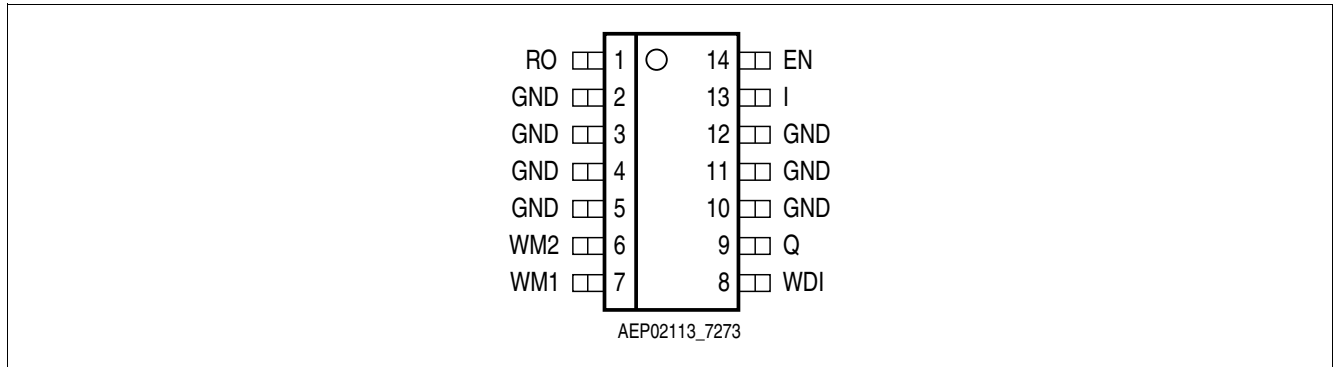 RO 1 14 EN
GND 2 13 I
GND 3 12 GND
GND 4 11 GND
GND 5 10 GND
WM2 6 9 Q
WM1 7 8 WDI
AEP02113_7273